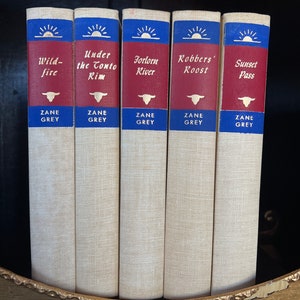 Wild-
fire
ZANE
GREY
Under
the Tonto
Rim
ZANE
GREY
Forlorn
River
ZANE
GREY
Robbers'
Roost
ZANE
GREY
Sunset
Pass
ZANE
GREY